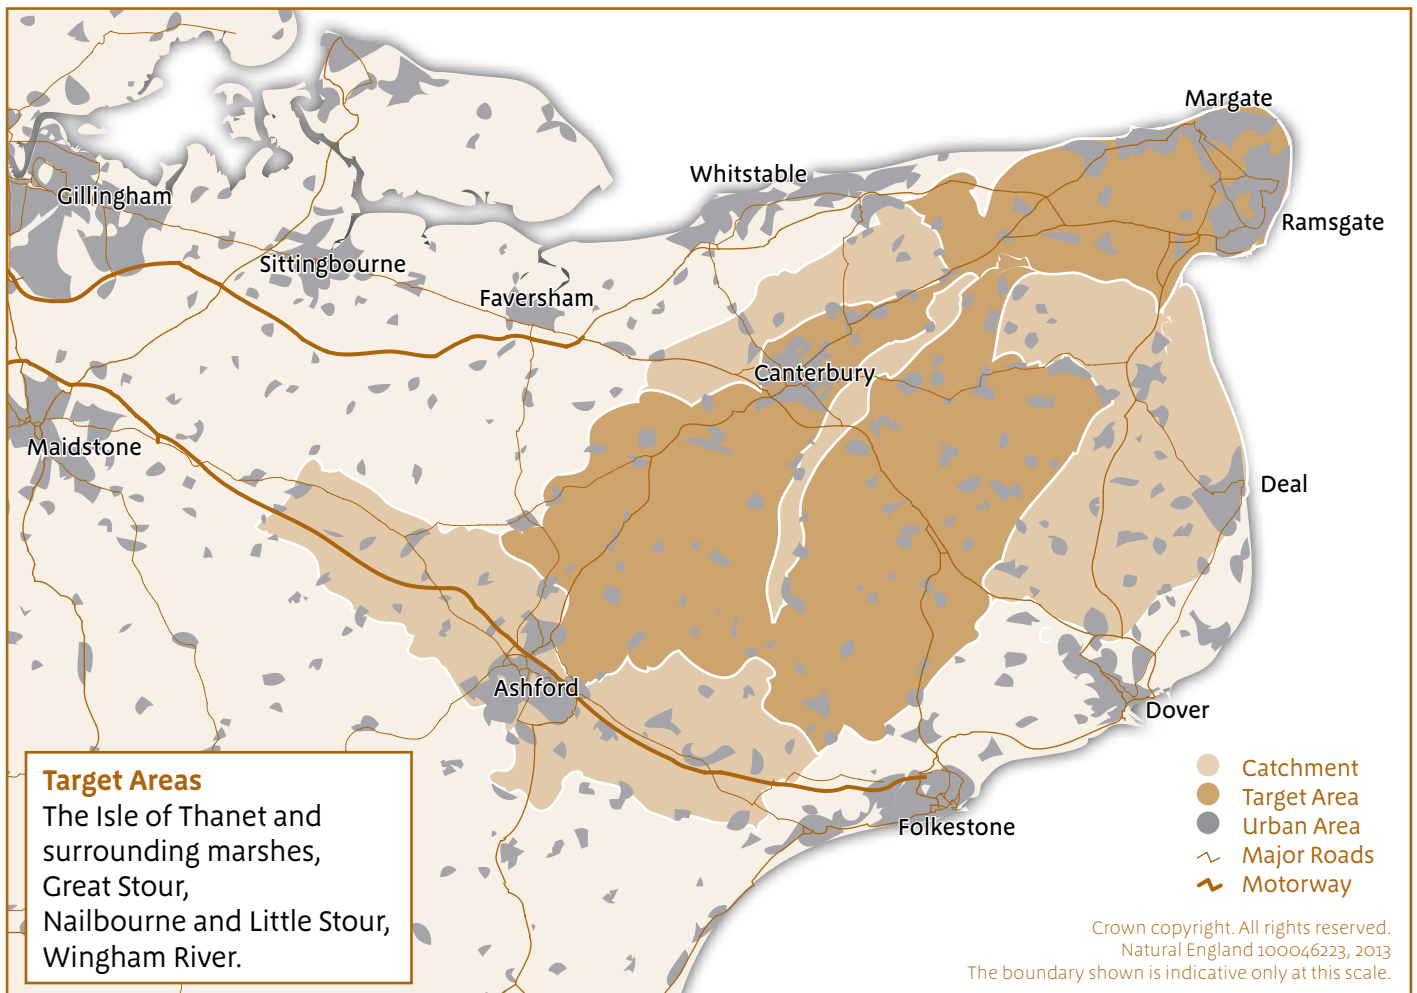 Margate
Whitstable
Gillingham
Ramsgate
Sittingbourne
Faversham
Canterbury
Maidstone
Deal
C
Ashford
Dover
Folkestone
Target Areas
The Isle of Thanet and
surrounding marshes,
Great Stour,
Nailbourne and Little Stour,
Wingham River.
Catchment
Target Area
Urban Area
Major Roads
Motorway
Crown copyright. All rights reserved.
Natural England 100046223, 2013
The boundary shown is indicative only at this scale.